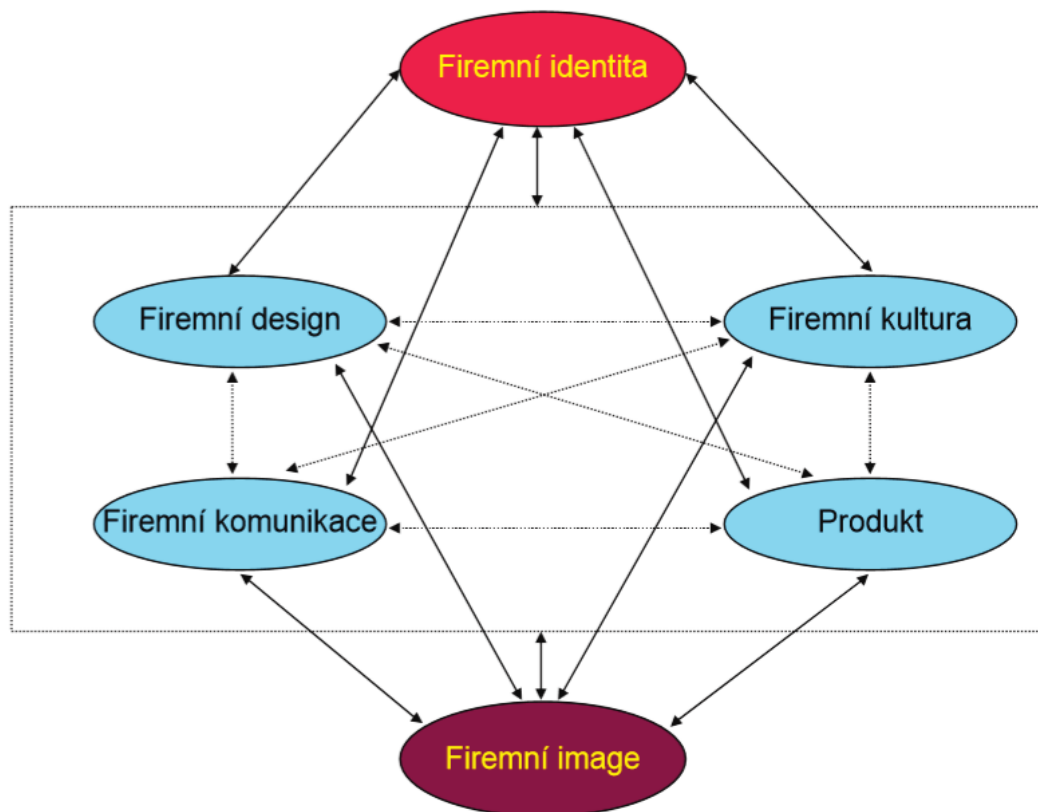 Firemní identita
Firemní design
Firemní kultura
Firemní komunikace
Produkt
Firemní image